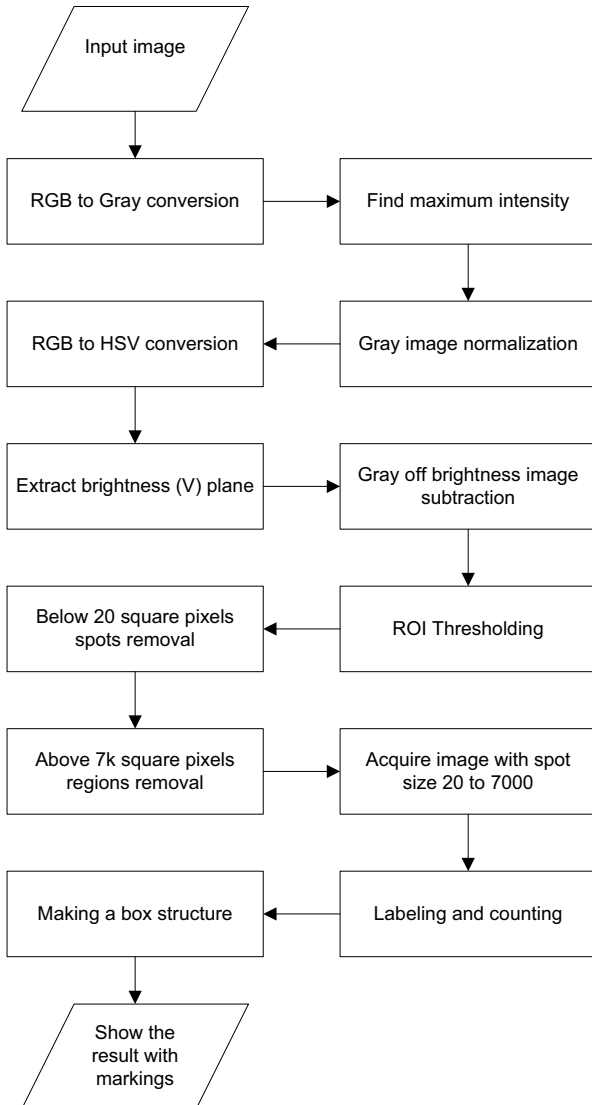 Input image
RGB to Gray conversion
Find maximum intensity
RGB to HSV conversion
Gray image normalization
Extract brightness (V) plane
Gray off brightness image
subtraction
Below 20 square pixels
spots removal
ROI Thresholding
Above 7k square pixels
regions removal
Acquire image with spot
size 20 to 7000
Making a box structure
Labeling and counting
Show the
result with
markings